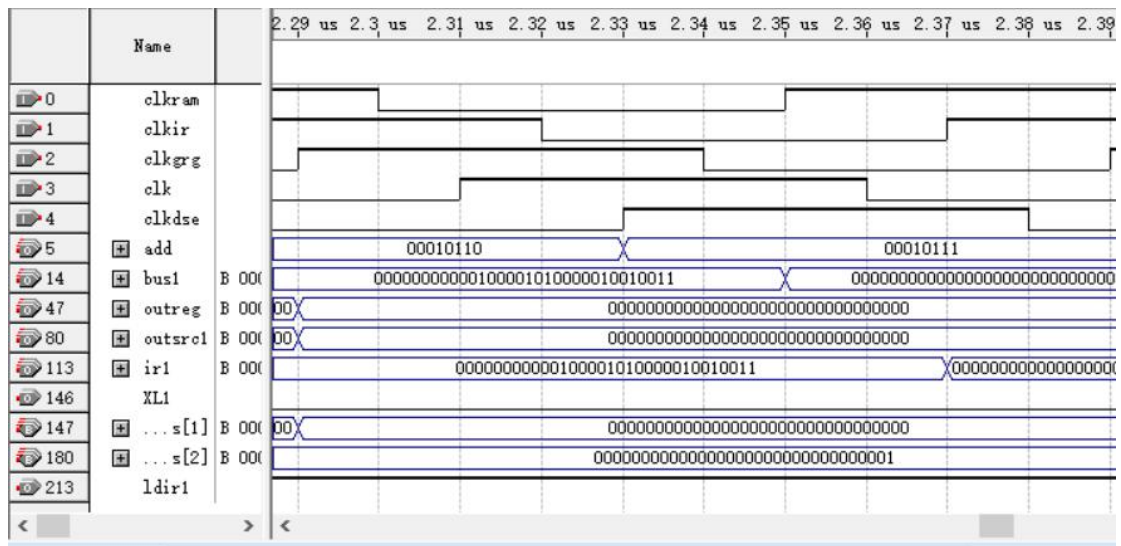 Name
2.29 us 2.3 us 2.31 us 2.32 us 2.33 us 2.34 us 2.35 us 2.36 us 2.37 us 2.38 us 2.39
0 clkram
1 clkir
2 clkgrg
3 clk
4 clkdse
5 add 00010110 00010111
14 bus1 B 000 00000000000100001010000010010011 0000000000000000000000000000
47 outreg B 000 00 00000000000000000000000000000000
80 outsrc1 B 000 00 00000000000000000000000000000000
113 ir1 B 000 00000000000100001010000010010011 00000000000000000
146 XL1
147 ...s[1] B 000 00 00000000000000000000000000000000
180 ...s[2] B 000 00000000000000000000000000000001
213 ldir1